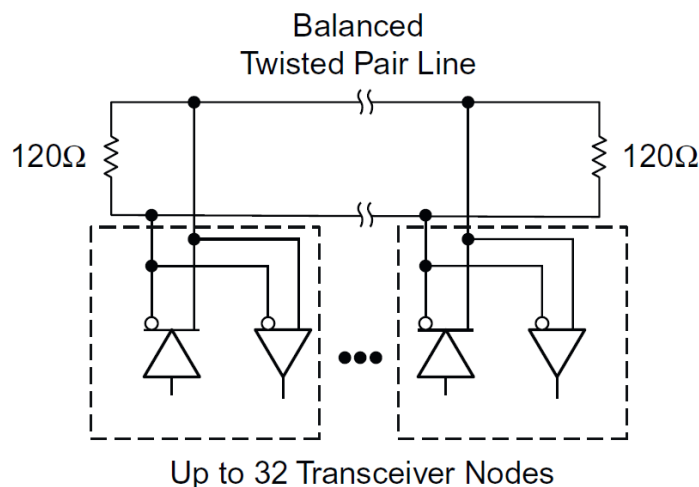 Balanced
Twisted Pair Line
120Ω
120Ω
Up to 32 Transceiver Nodes